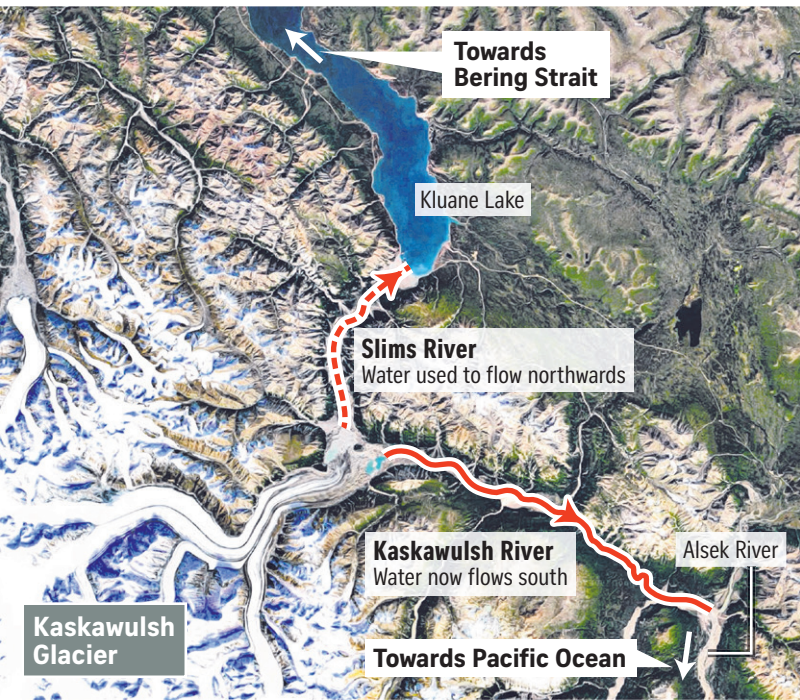 Towards
Bering Strait
Kluane Lake
Slims River
Water used to flow northwards
Kaskawulsh River
Water now flows south
Alsek River
Kaskawulsh
Glacier
Towards Pacific Ocean